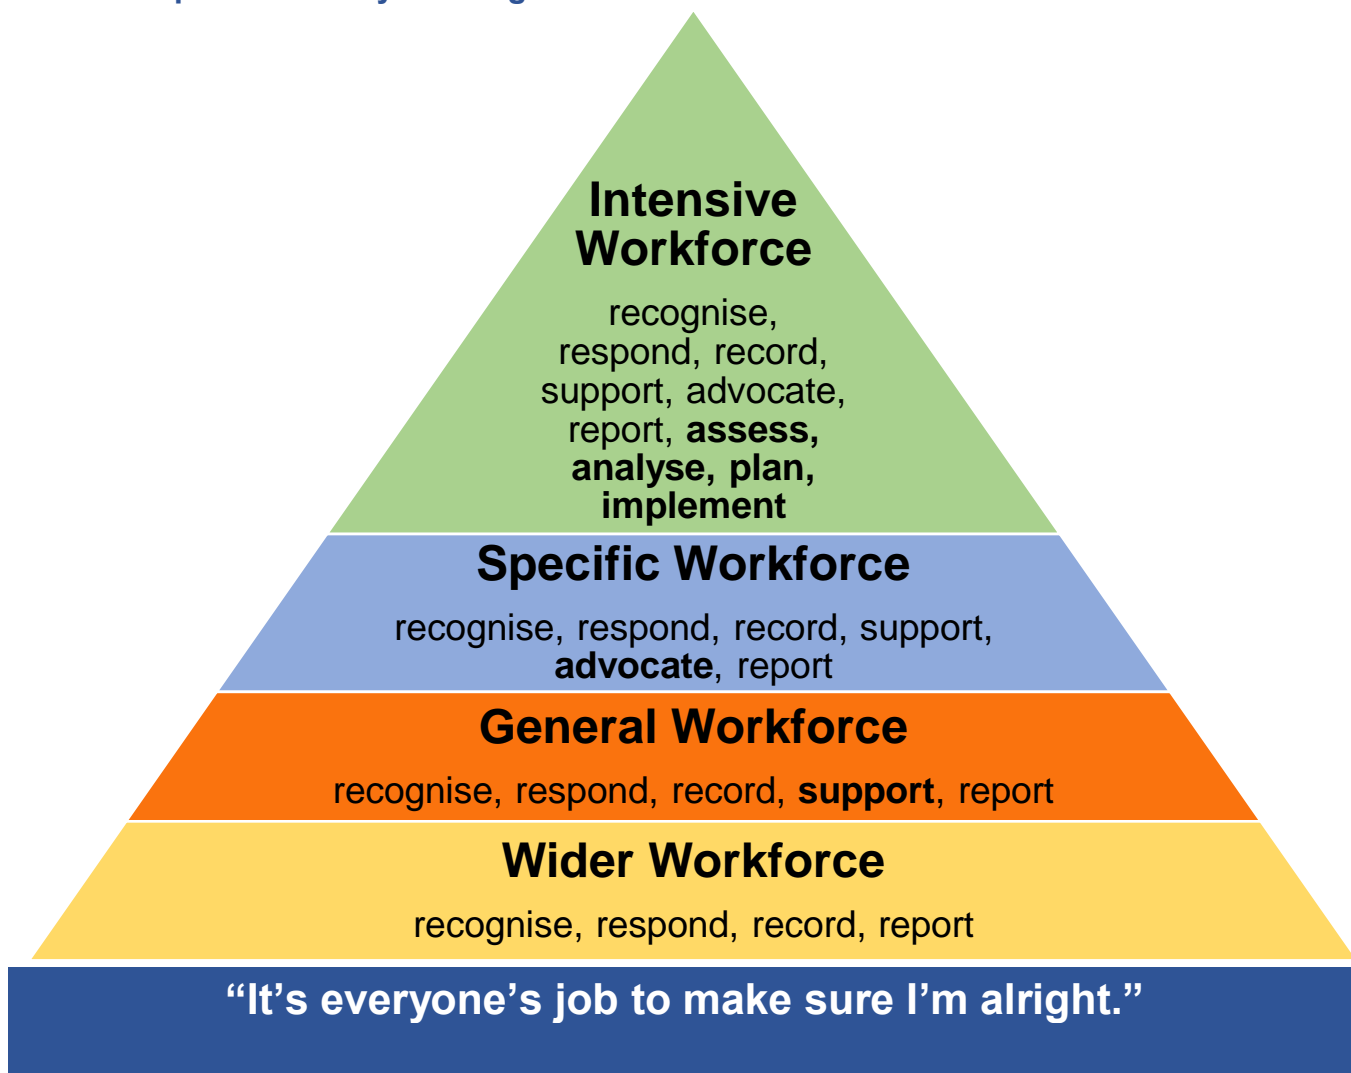 Intensive
Workforce
recognise,
respond, record,
support, advocate,
report, assess,
analyse, plan,
implement
Specific Workforce
recognise, respond, record, support,
advocate, report
General Workforce
recognise, respond, record, support, report
Wider Workforce
recognise, respond, record, report
“It’s everyone’s job to make sure I’m alright.”